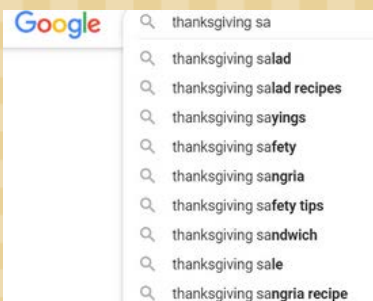 Google
thanksgiving sa
thanksgiving salad
thanksgiving salad recipes
thanksgiving sayings
thanksgiving safety
thanksgiving sangria
thanksgiving safety tips
thanksgiving sandwich
thanksgiving sale
thanksgiving sangria recipe